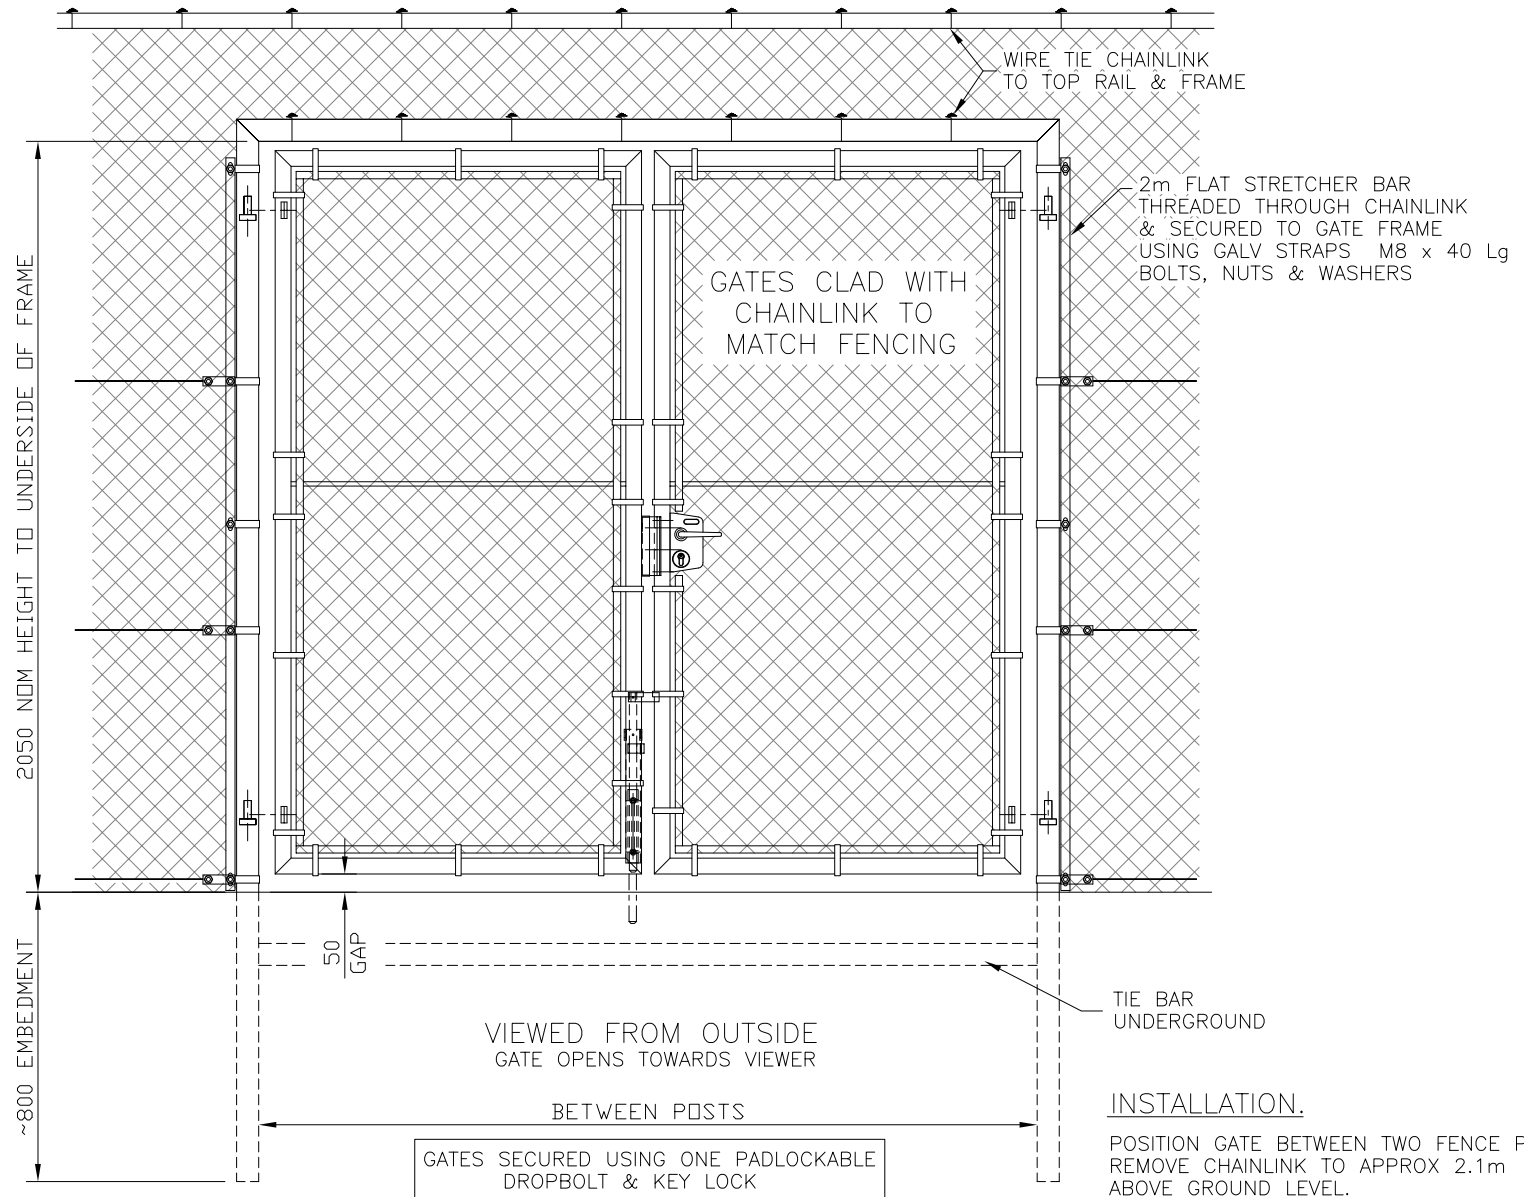 WIRE TIE CHAINLINK
TO TOP RAIL & FRAME
2m FLAT STRETCHER BAR
THREADED THROUGH CHAINLINK
& SECURED TO GATE FRAME
USING GALV STRAPS M8 x 40 Lg
BOLTS, NUTS & WASHERS
GATES CLAD WITH
CHAINLINK TO
MATCH FENCING
2050 NOM HEIGHT TO UNDERSIDE OF FRAME
~800 EMBEDMENT
50
GAP
TIE BAR
UNDERGROUND
VIEWED FROM OUTSIDE
GATE OPENS TOWARDS VIEWER
BETWEEN POSTS
GATES SECURED USING ONE PADLOCKABLE
DROPBOLT & KEY LOCK
INSTALLATION.
POSITION GATE BETWEEN TWO FENCE P
REMOVE CHAINLINK TO APPROX 2.1m
ABOVE GROUND LEVEL.